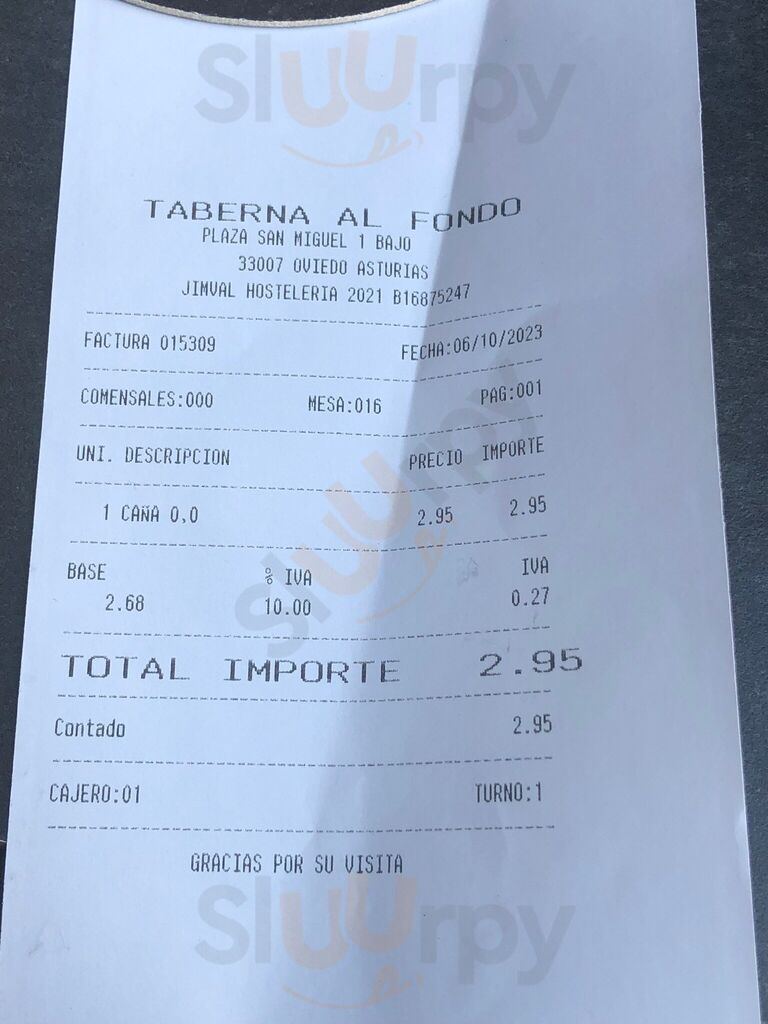 Sluurpy
TABERNA AL FONDO
PLAZA SAN MIGUEL 1 BAJO
33007 OVIEDO ASTURIAS
JIMVAL HOSTELERIA 2021 B16875247
FACTURA 015309 FECHA:06/10/2023
COMENSALES:000 MESA:016 PAG:001
UNI. DESCRIPCION PRECIO IMPORTE
1 CAÑA 0,0 2.95 2.95
BASE % IVA IVA
2.68 10.00 0.27
Sluurpy
TOTAL IMPORTE 2.95
Contado 2.95
CAJERO:01 TURNO:1
GRACIAS POR SU VISITA
Sluurpy